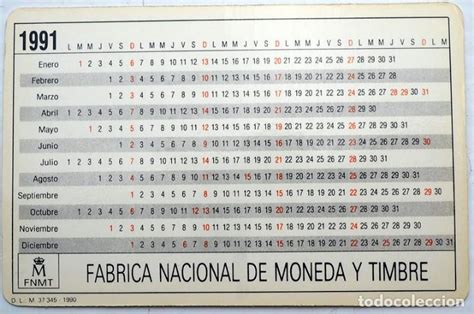 1991 L M M J V S D L M M J V S D L M M J V S D L M M J V S D L M M J V S D L M
Enero 1 2 3 4 5 6 7 8 9 10 11 12 13 14 15 16 17 18 19 20 21 22 23 24 25 26 27 28 29 30 31
Febrero 1 2 3 4 5 6 7 8 9 10 11 12 13 14 15 16 17 18 19 20 21 22 23 24 25 26 27 28
Marzo 1 2 3 4 5 6 7 8 9 10 11 12 13 14 15 16 17 18 19 20 21 22 23 24 25 26 27 28 29 30 31
Abril 1 2 3 4 5 6 7 8 9 10 11 12 13 14 15 16 17 18 19 20 21 22 23 24 25 26 27 28 29 30
Mayo 1 2 3 4 5 6 7 8 9 10 11 12 13 14 15 16 17 18 19 20 21 22 23 24 25 26 27 28 29 30 31
Junio 1 2 3 4 5 6 7 8 9 10 11 12 13 14 15 16 17 18 19 20 21 22 23 24 25 26 27 28 29 30
Julio 1 2 3 4 5 6 7 8 9 10 11 12 13 14 15 16 17 18 19 20 21 22 23 24 25 26 27 28 29 30 31
Agosto 1 2 3 4 5 6 7 8 9 10 11 12 13 14 15 16 17 18 19 20 21 22 23 24 25 26 27 28 29 30 31
Septiembre 1 2 3 4 5 6 7 8 9 10 11 12 13 14 15 16 17 18 19 20 21 22 23 24 25 26 27 28 29 30
Octubre 1 2 3 4 5 6 7 8 9 10 11 12 13 14 15 16 17 18 19 20 21 22 23 24 25 26 27 28 29 30 31
Noviembre 1 2 3 4 5 6 7 8 9 10 11 12 13 14 15 16 17 18 19 20 21 22 23 24 25 26 27 28 29 30
Diciembre 1 2 3 4 5 6 7 8 9 10 11 12 13 14 15 16 17 18 19 20 21 22 23 24 25 26 27 28 29 30 31
M
FNMT
FABRICA NACIONAL DE MONEDA Y TIMBRE
D L : M 37 345 - 1990
todocoleccion